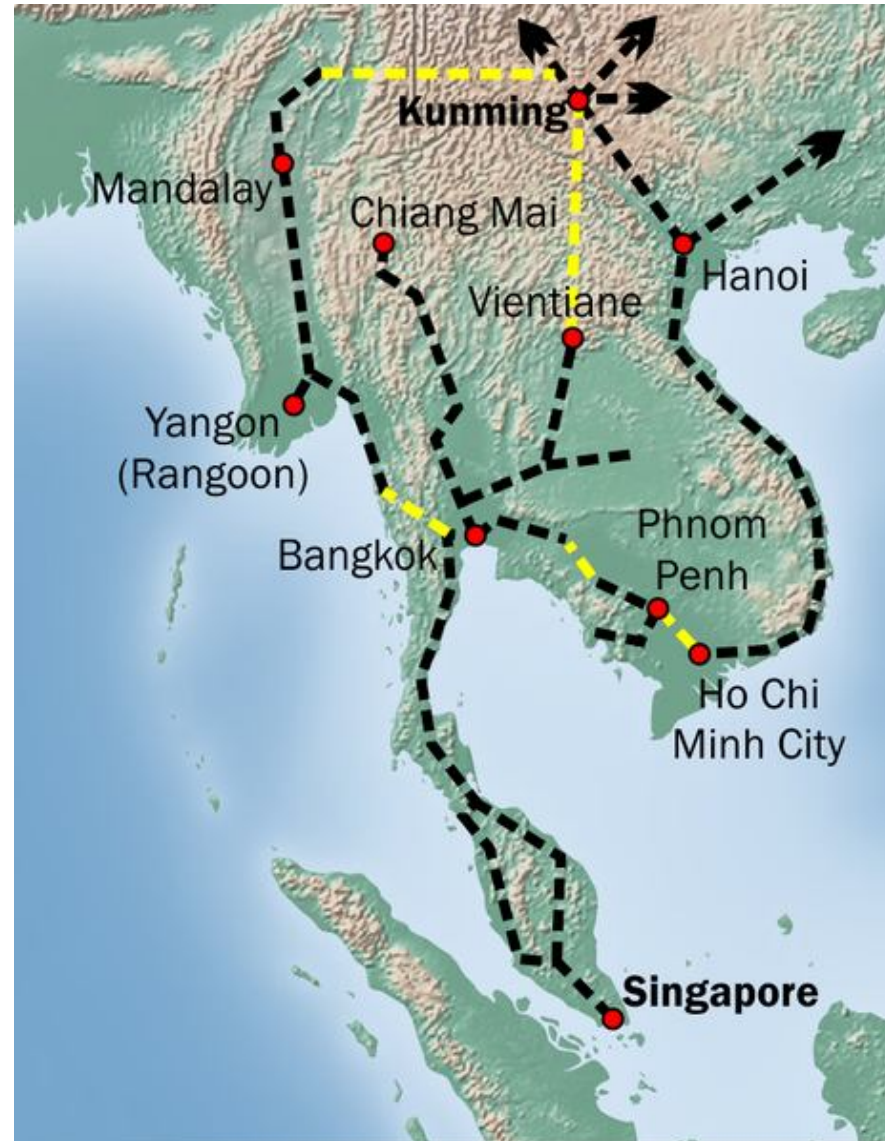 Kunming
Mandalay
Chiang Mai
Hanoi
Vientiane
Yangon
(Rangoon)
Bangkok
Phnom
Penh
Ho Chi
Minh City
Singapore